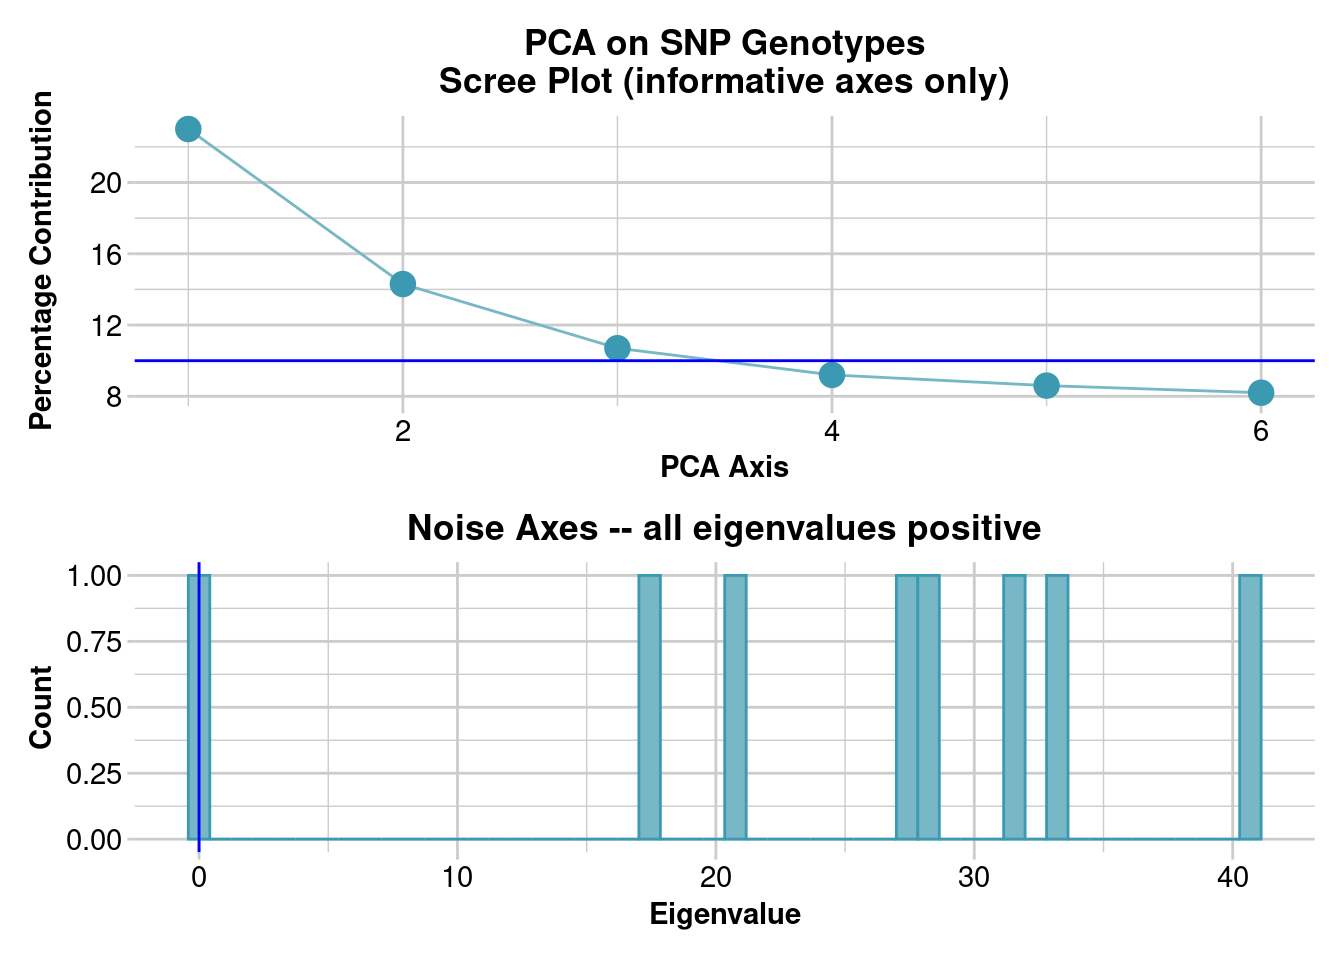 PCA on SNP Genotypes
Scree Plot (informative axes only)
Percentage Contribution
20
16
12
8
2 4 6
PCA Axis
Noise Axes -- all eigenvalues positive
Count
1.00
0.75
0.50
0.25
0.00
0 10 20 30 40
Eigenvalue